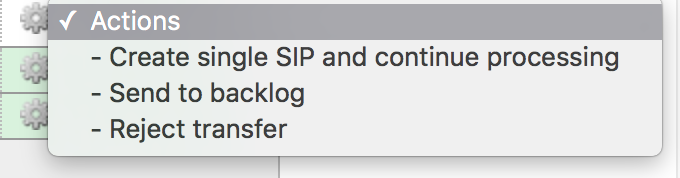 ✓ Actions
- Create single SIP and continue processing
- Send to backlog
- Reject transfer